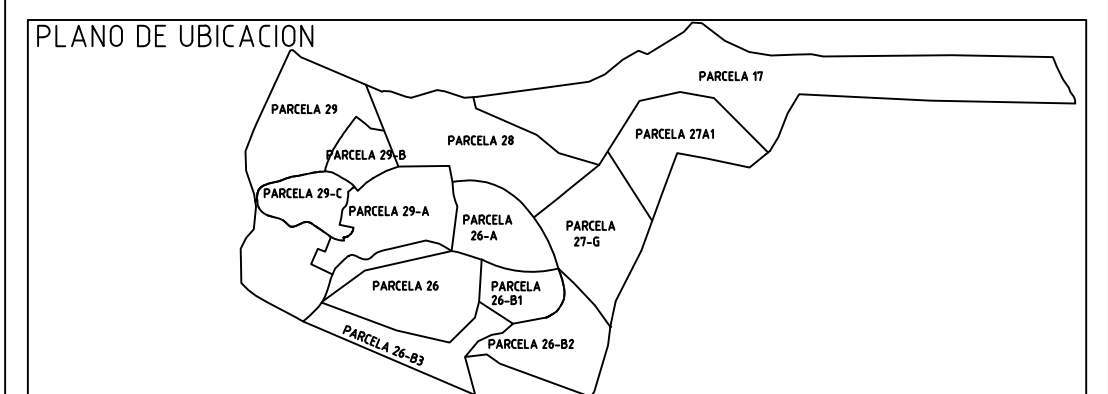 PLANO DE UBICACION
PARCELA 17
PARCELA 29
PARCELA 27A1
PARCELA 28
PARCELA 29-B
PARCELA 29-C
PARCELA 29-A
PARCELA
26-A
PARCELA
27-G
PARCELA 26
PARCELA
26-B1
PARCELA 26-B3
PARCELA 26-B2